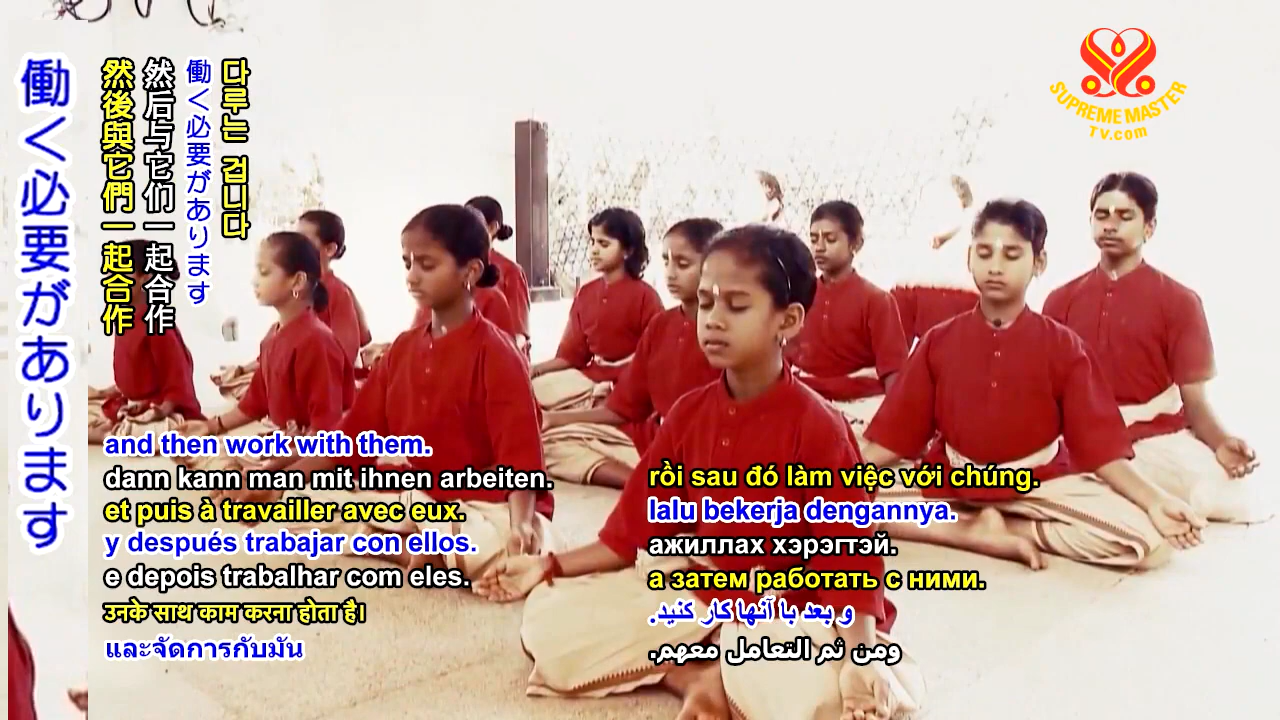 働く必要があります
然後與它們一起合作
然后与它们一起合作
働く必要があります
다루는 겁니다
SUPREME MASTER
TV.com
and then work with them.
dann kann man mit ihnen arbeiten.
et puis à travailler avec eux.
y después trabajar con ellos.
e depois trabalhar com eles.
उनके साथ काम करना होता है।
และจัดการกับมัน
rồi sau đó làm việc với chúng.
lalu bekerja dengannya.
ажиллах хэрэгтэй.
а затем работать с ними.
و بعد با آنها کار کنید.
ومن ثم التعامل معهم.